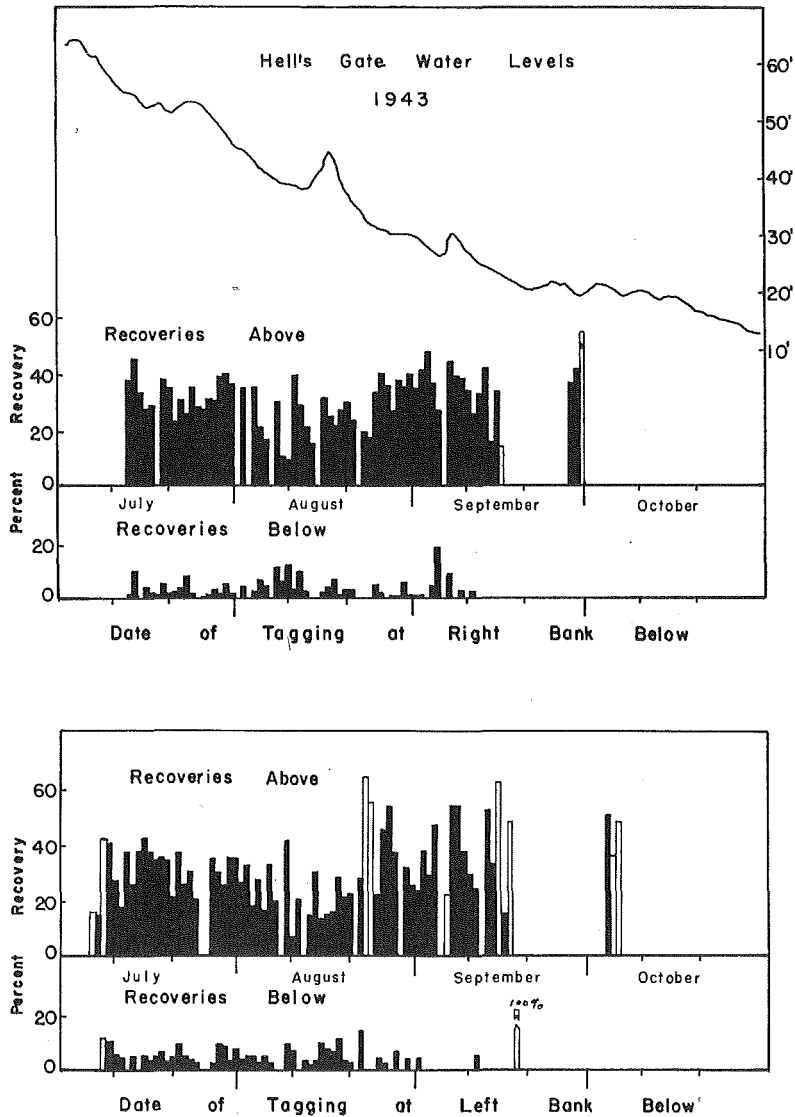 Hell's Gate Water Levels
1943
60'
50'
40'
30'
20'
10'
Percent Recovery
60
40
20
0
Recoveries Above
July August September October
Recoveries Below
20
0
Date of Tagging at Right Bank Below
Percent Recovery
60
40
20
0
Recoveries Above
July August September October
Recoveries Below
100%
20
0
Date of Tagging at Left Bank Below